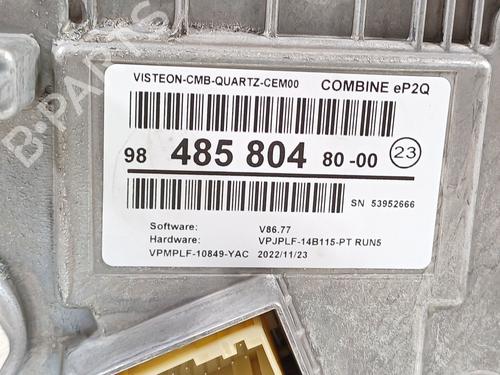 VISTEON-CMB-QUARTZ-CEM00 COMBINE eP2Q
98 485 804 80-00 23
SN 53952666
Software: V86.77
Hardware: VPJPLF-14B115-PT RUN5
VPMPLF-10849-YAC 2022/11/23
B-PARTS